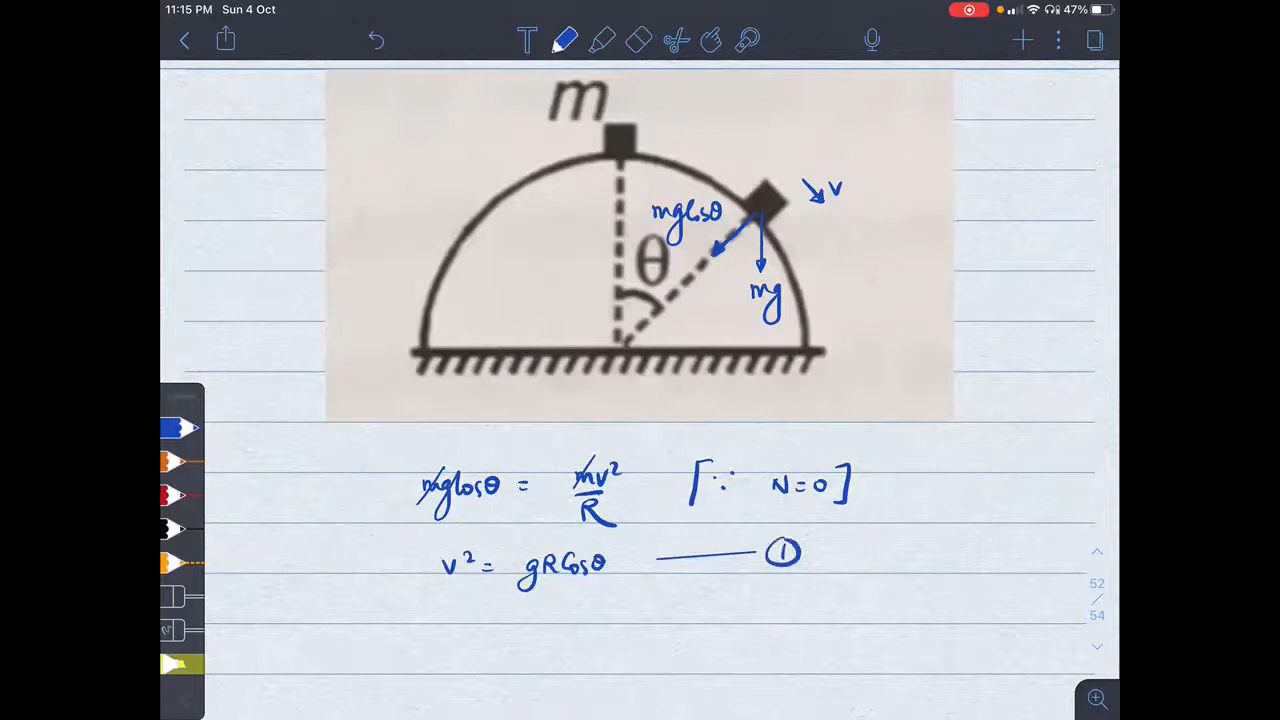 11:15 PM Sun 4 Oct 47%
T
m
v
mgCosθ
θ
mg
mgCosθ = mv²/R [∵ N=0]
v² = gRCosθ ——— ①
52
/
54